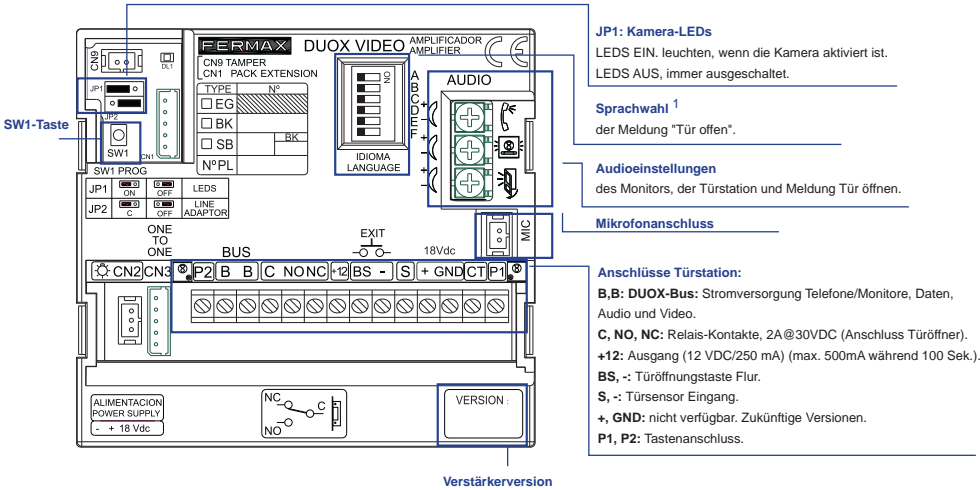 JP1: Kamera-LEDs
LEDS EIN. leuchten, wenn die Kamera aktiviert ist.
LEDS AUS, immer ausgeschaltet.
Sprachwahl 1
der Meldung "Tür offen".
Audioeinstellungen
des Monitors, der Türstation und Meldung Tür öffnen.
Mikrofonanschluss
Anschlüsse Türstation:
B,B: DUOX-Bus: Stromversorgung Telefone/Monitore, Daten,
Audio und Video.
C, NO, NC: Relais-Kontakte, 2A@30VDC (Anschluss Türöffner).
+12: Ausgang (12 VDC/250 mA) (max. 500mA während 100 Sek.).
BS, -: Türöffnungstaste Flur.
S, -: Türsensor Eingang.
+, GND: nicht verfügbar. Zukünftige Versionen.
P1, P2: Tastenanschluss.
SW1-Taste
Verstärkerversion
CN9
DL1
JP1
JP2
SW1
CN1
FERMAX DUOX VIDEO AMPLIFICADOR
AMPLIFIER
CE
CN9 TAMPER
CN1 PACK EXTENSION
TYPE Nº
EG
BK
SB BK
Nº PL
NO
A
B
C
D
E
F
IDIOMA
LANGUAGE
AUDIO
+
-
+
-
+
-
MIC
SW1 PROG
JP1 ON OFF LEDS
JP2 C OFF LINE
ADAPTOR
ONE
TO
ONE
BUS
EXIT
18Vdc
CN2 CN3 P2 B B C NO NC +12 BS - S + GND CT P1
ALIMENTACION
POWER SUPPLY
- + 18 Vdc
NC
C
NO
VERSION :